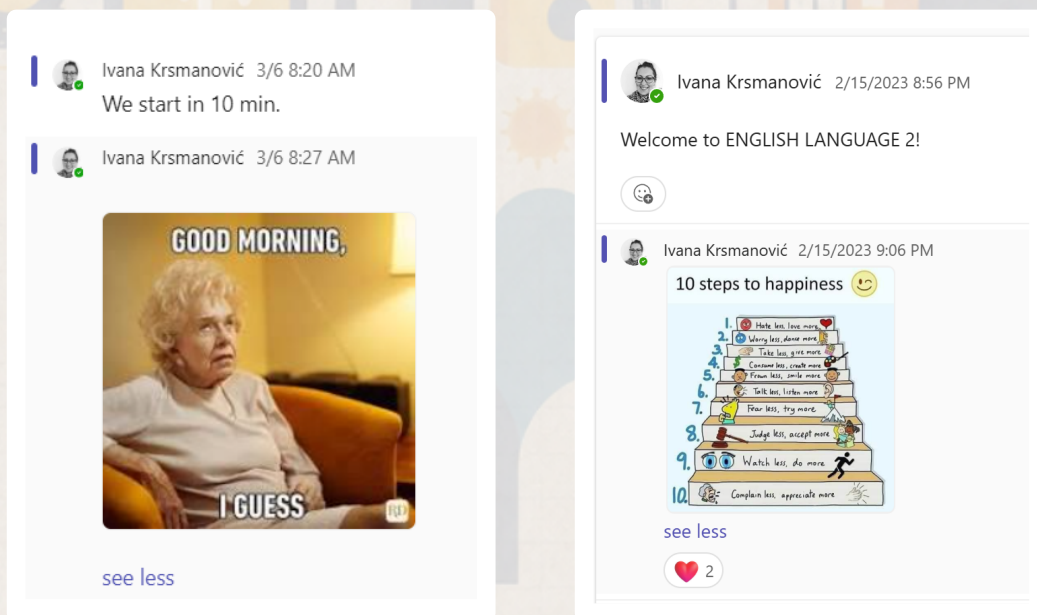 Ivana Krsmanović 3/6 8:20 AM
We start in 10 min.
Ivana Krsmanović 3/6 8:27 AM
GOOD MORNING,
I GUESS
RD
see less
Ivana Krsmanović 2/15/2023 8:56 PM
Welcome to ENGLISH LANGUAGE 2!
Ivana Krsmanović 2/15/2023 9:06 PM
10 steps to happiness
1. Hate less, love more
2. Worry less, dance more
3. Take less, give more
4. Consume less, create more
5. Frown less, smile more
6. Talk less, listen more
7. Fear less, try more
8. Judge less, accept more
9. Watch less, do more
10. Complain less, appreciate more
see less
2